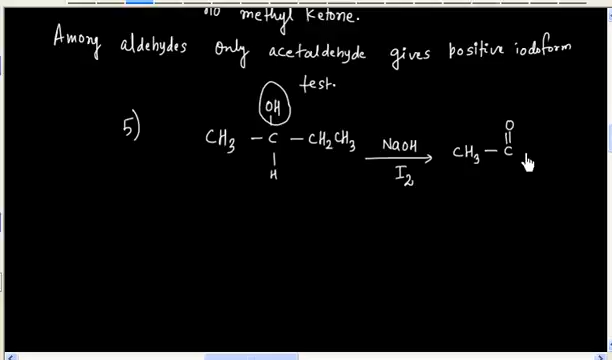 methyl Ketone.
Among aldehydes only acetaldehyde gives positive iodoform
test.
5)
OH
CH3 — C — CH2CH3
H
NaOH
I2
O
CH3 — C